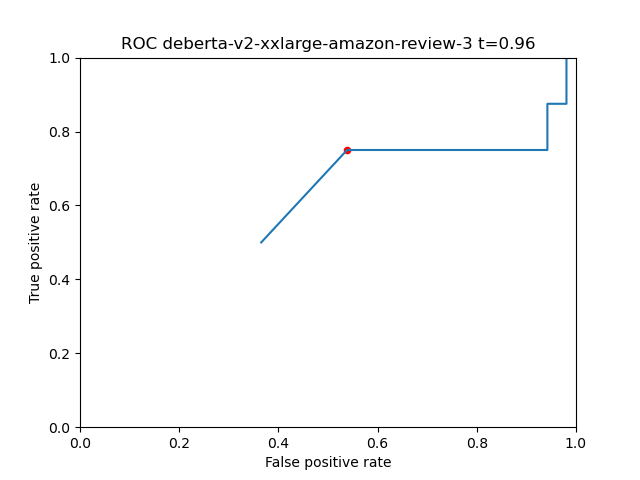 ROC deberta-v2-xxlarge-amazon-review-3 t=0.96
1.0
0.8
0.6
0.4
0.2
0.0
True positive rate
0.0 0.2 0.4 0.6 0.8 1.0
False positive rate